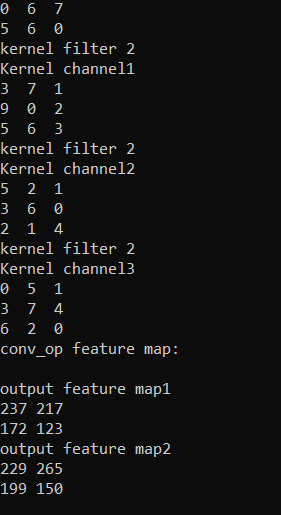 0  6  7
5  6  0
kernel filter 2
Kernel channel1
3  7  1
9  0  2
5  6  3
kernel filter 2
Kernel channel2
5  2  1
3  6  0
2  1  4
kernel filter 2
Kernel channel3
0  5  1
3  7  4
6  2  0
conv_op feature map:
output feature map1
237 217
172 123
output feature map2
229 265
199 150